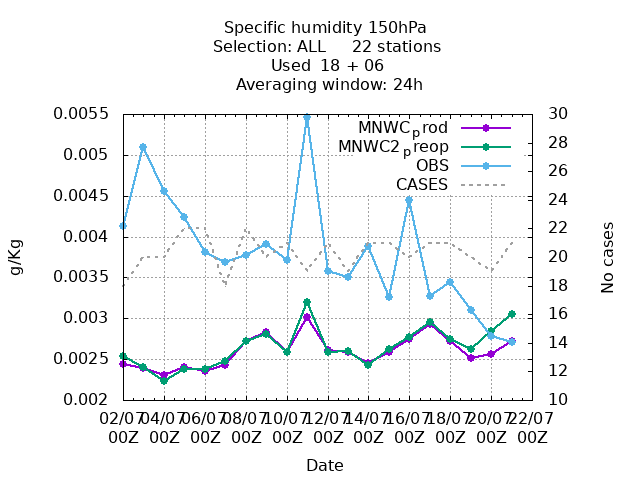 Specific humidity 150hPa
Selection: ALL 22 stations
Used 18 + 06
Averaging window: 24h
MNWCprod
MNWC2preop
OBS
CASES
0.0055
0.005
0.0045
0.004
0.0035
0.003
0.0025
0.002
g/Kg
30
28
26
24
22
20
18
16
14
12
10
No cases
02/07 04/07 06/07 08/07 10/07 12/07 14/07 16/07 18/07 20/07 22/07
00Z 00Z 00Z 00Z 00Z 00Z 00Z 00Z 00Z 00Z 00Z
Date